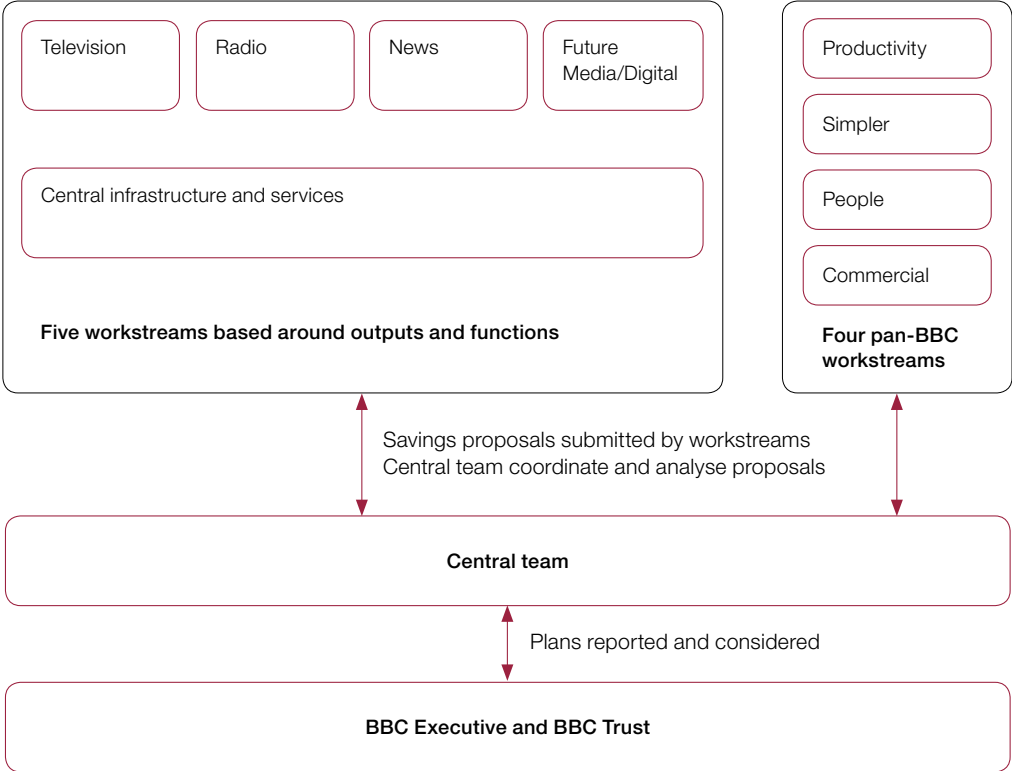 Television
Radio
News
Future
Media/Digital
Central infrastructure and services
Five workstreams based around outputs and functions
Productivity
Simpler
People
Commercial
Four pan-BBC
workstreams
Savings proposals submitted by workstreams
Central team coordinate and analyse proposals
Central team
Plans reported and considered
BBC Executive and BBC Trust